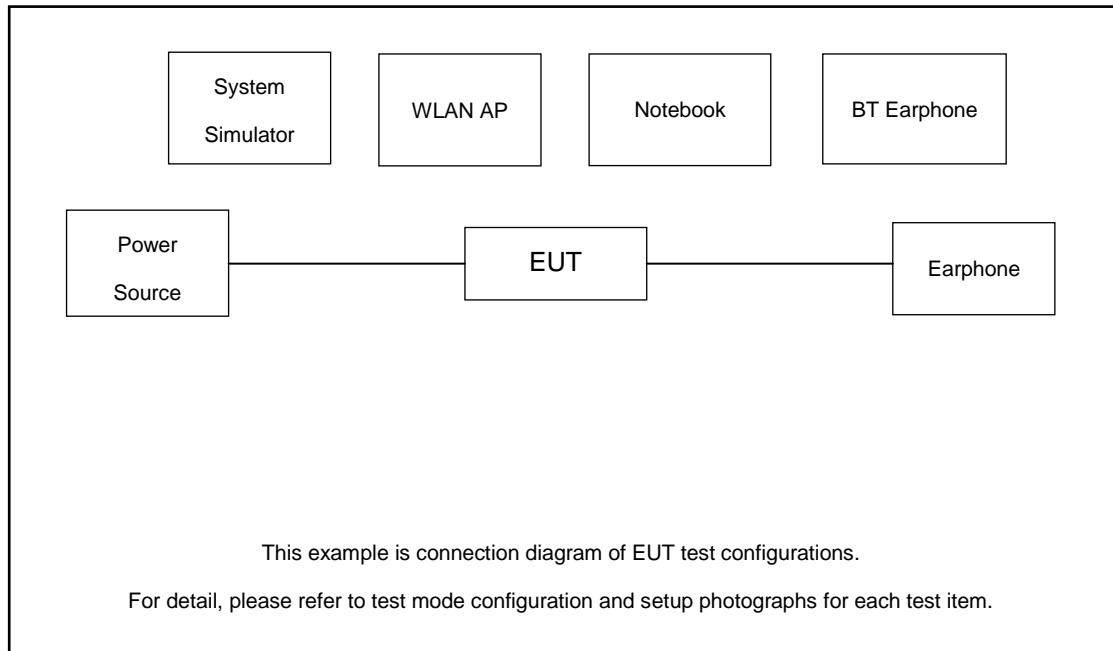 System
Simulator
WLAN AP
Notebook
BT Earphone
Power
Source
EUT
Earphone
This example is connection diagram of EUT test configurations.
For detail, please refer to test mode configuration and setup photographs for each test item.